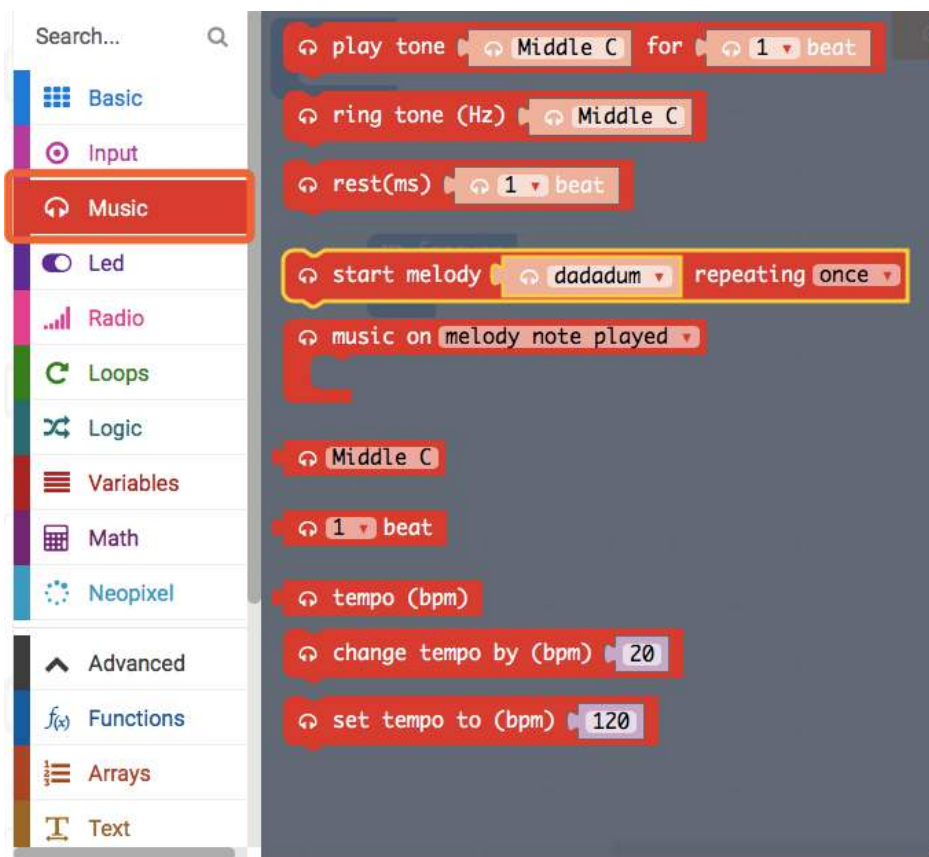 Search...
Basic
Input
Music
Led
Radio
Loops
Logic
Variables
Math
Neopixel
Advanced
f(x) Functions
Arrays
Text
play tone Middle C for 1 beat
ring tone (Hz) Middle C
rest(ms) 1 beat
start melody dadadum repeating once
music on melody note played
Middle C
1 beat
tempo (bpm)
change tempo by (bpm) 20
set tempo to (bpm) 120